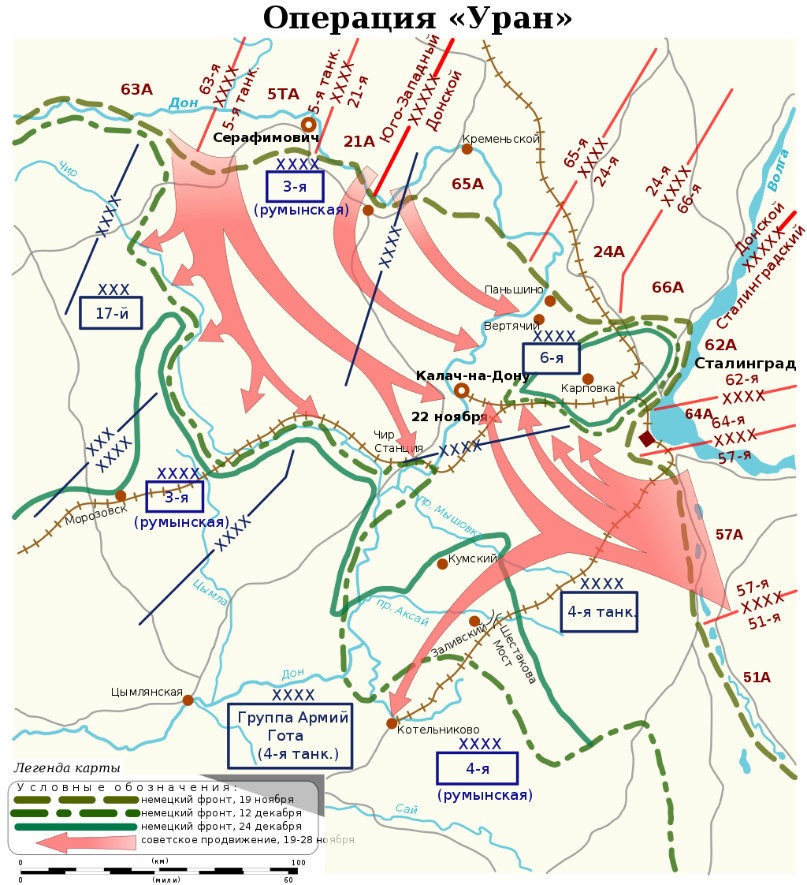 Операция «Уран»
63А
63-я
XXXX
5-я танк.
5ТА
5-я танк.
XXXX
21-я
Юго-Западный
XXXXX
Донской
Дон
Серафимович
21А
Кременьской
65-я
XXXX
24-я
24-я
XXXX
66-я
Волга
Чир
XXXX
3-я
(румынская)
65А
XXXX
XXXX
Донской
XXXXX
Сталинградский
24А
66А
XXX
17-й
Паньшино
Вертячий
XXXX
6-я
62А
Сталинград
Карповка
Калач-на-Дону
22 ноября
62-я
XXXX
64А
64-я
XXXX
57-я
Чир
Станция
XXXX
XXX
XXXX
XXXX
3-я
(румынская)
Морозовск
XXXX
пр. Мышовка
57А
Кумский
Цымла
XXXX
4-я танк.
57-я
XXXX
51-я
пр. Аксай
Заливский
Шестакова
Мост
51А
Дон
Цымлянская
XXXX
Группа Армий
Гота
(4-я танк.)
Котельниково
XXXX
4-я
(румынская)
Сай
Легенда карты
Условные обозначения:
немецкий фронт, 19 ноября
немецкий фронт, 12 декабря
немецкий фронт, 24 декабря
советское продвижение, 19-28 ноября
0 (км) 100
0 (мили) 60